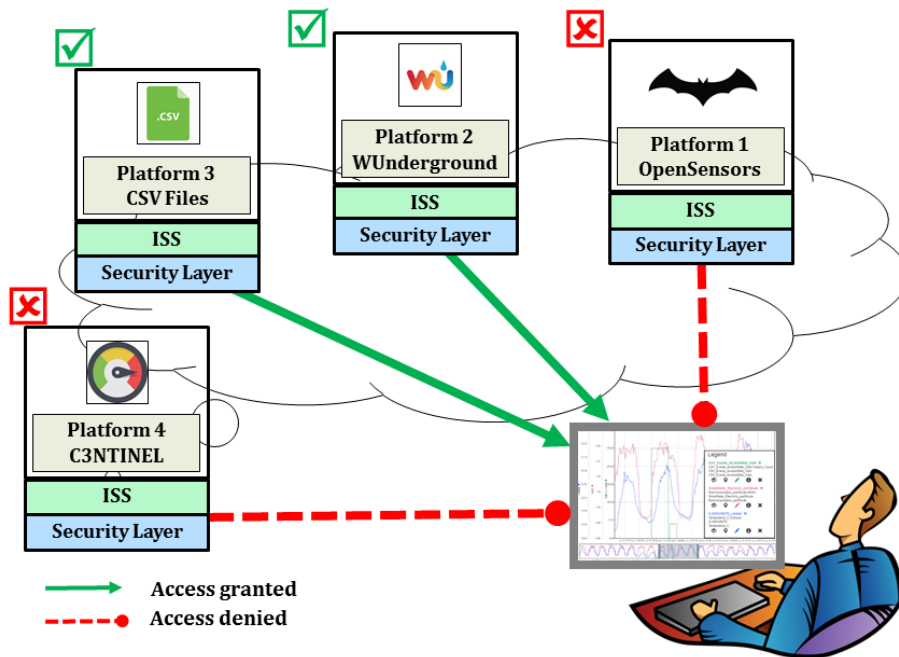 .CSV
Platform 3
CSV Files
ISS
Security Layer
WU
Platform 2
WUnderground
ISS
Security Layer
Platform 1
OpenSensors
ISS
Security Layer
Platform 4
C3NTINEL
ISS
Security Layer
Legend
Access granted
Access denied